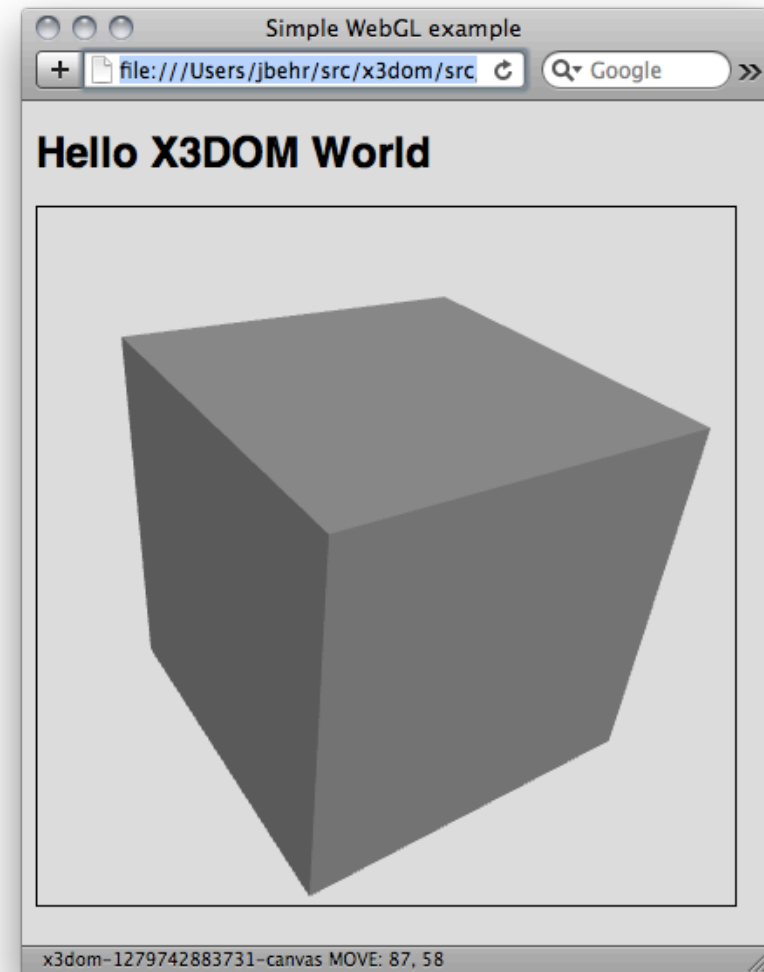 Simple WebGL example
+ file:///Users/jbehr/src/x3dom/src Google »
Hello X3DOM World
x3dom-1279742883731-canvas MOVE: 87, 58